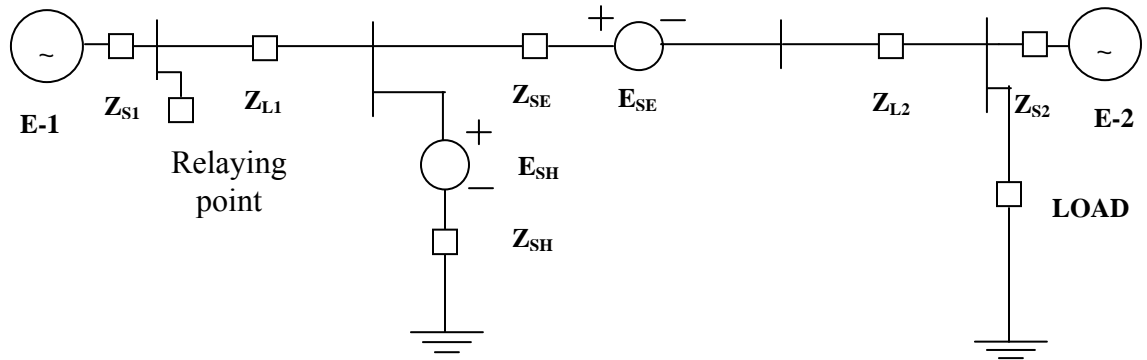 ~
+
−
~
Z_S1
Z_L1
Z_SE
E_SE
Z_L2
Z_S2
E-1
E-2
Relaying
point
+
E_SH
−
LOAD
Z_SH